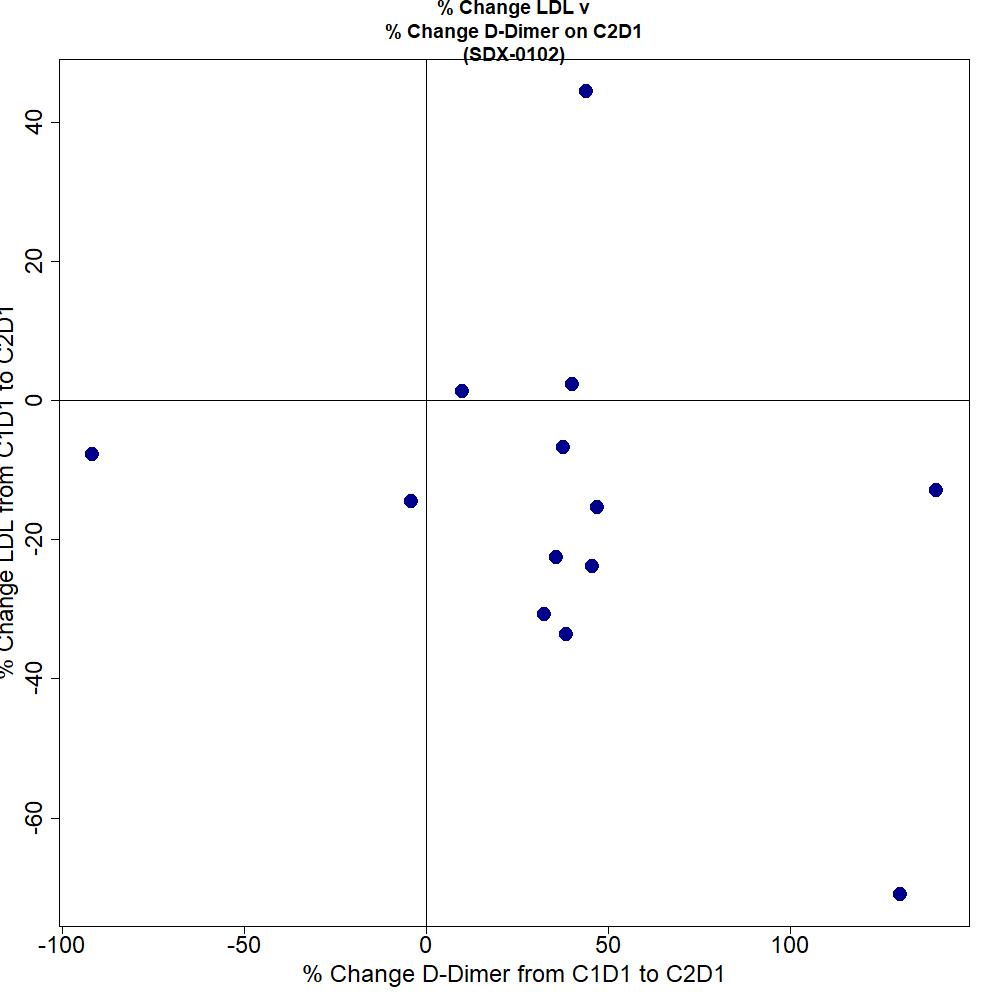 % Change LDL v
% Change D-Dimer on C2D1
(SDX-0102)
40
20
0
-20
-40
-60
% Change LDL from C1D1 to C2D1
-100
-50
0
50
100
% Change D-Dimer from C1D1 to C2D1